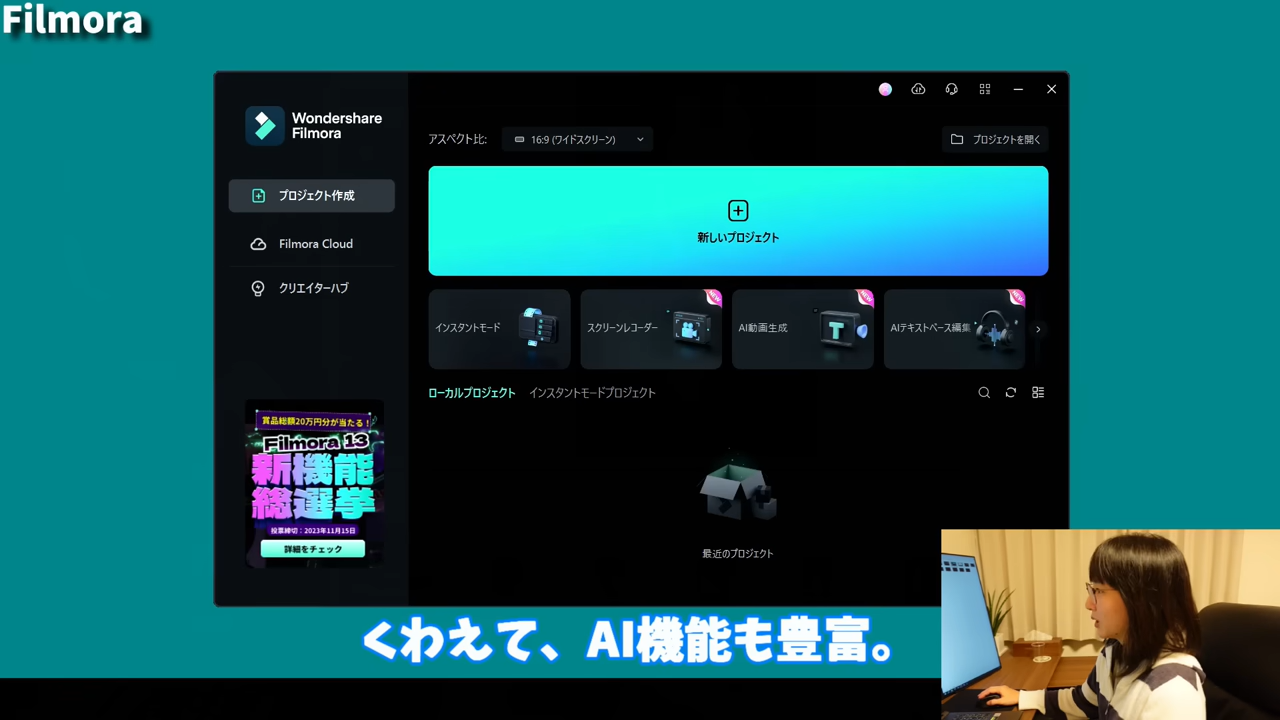 Filmora
Wondershare
Filmora
アスペクト比:
16:9 (ワイドスクリーン)
プロジェクトを開く
プロジェクト作成
Filmora Cloud
クリエイターハブ
新しいプロジェクト
インスタントモード
スクリーンレコーダー
NEW
AI動画生成
NEW
AIテキストベース編集
NEW
ローカルプロジェクト
インスタントモードプロジェクト
賞品総額20万円分が当たる!
Filmora 13
新機能
総選挙
投票締切:2023年11月15日
詳細をチェック
最近のプロジェクト
くわえて、AI機能も豊富。